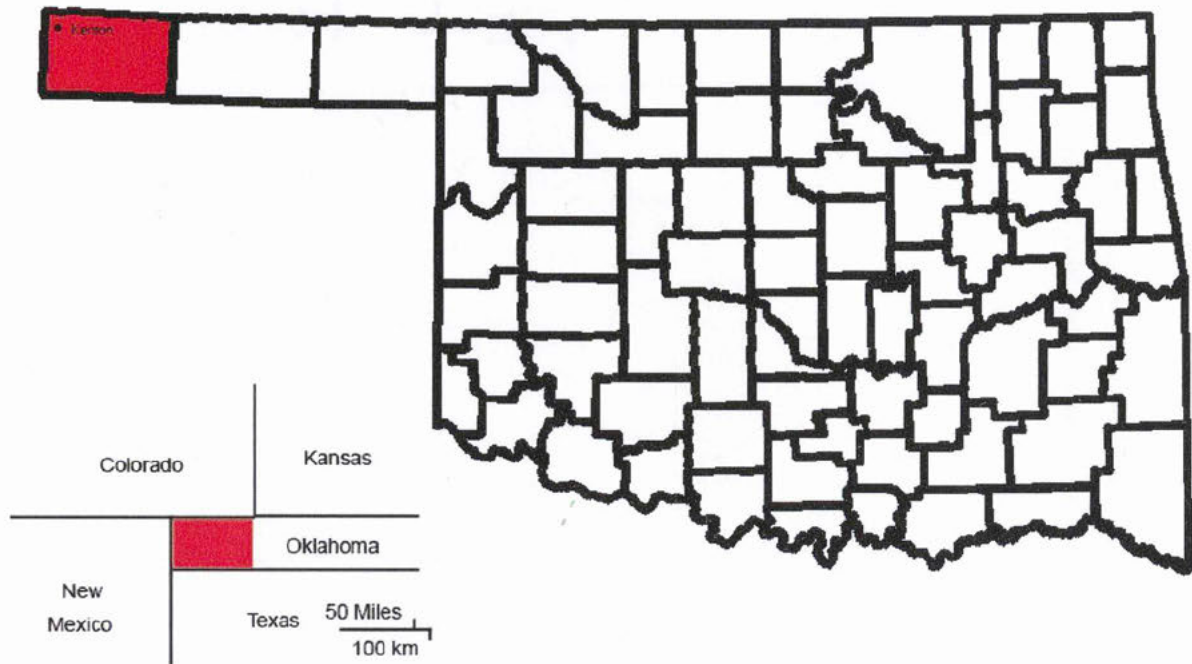 Kenton
Colorado
Kansas
Oklahoma
New
Mexico
Texas
50 Miles
100 km